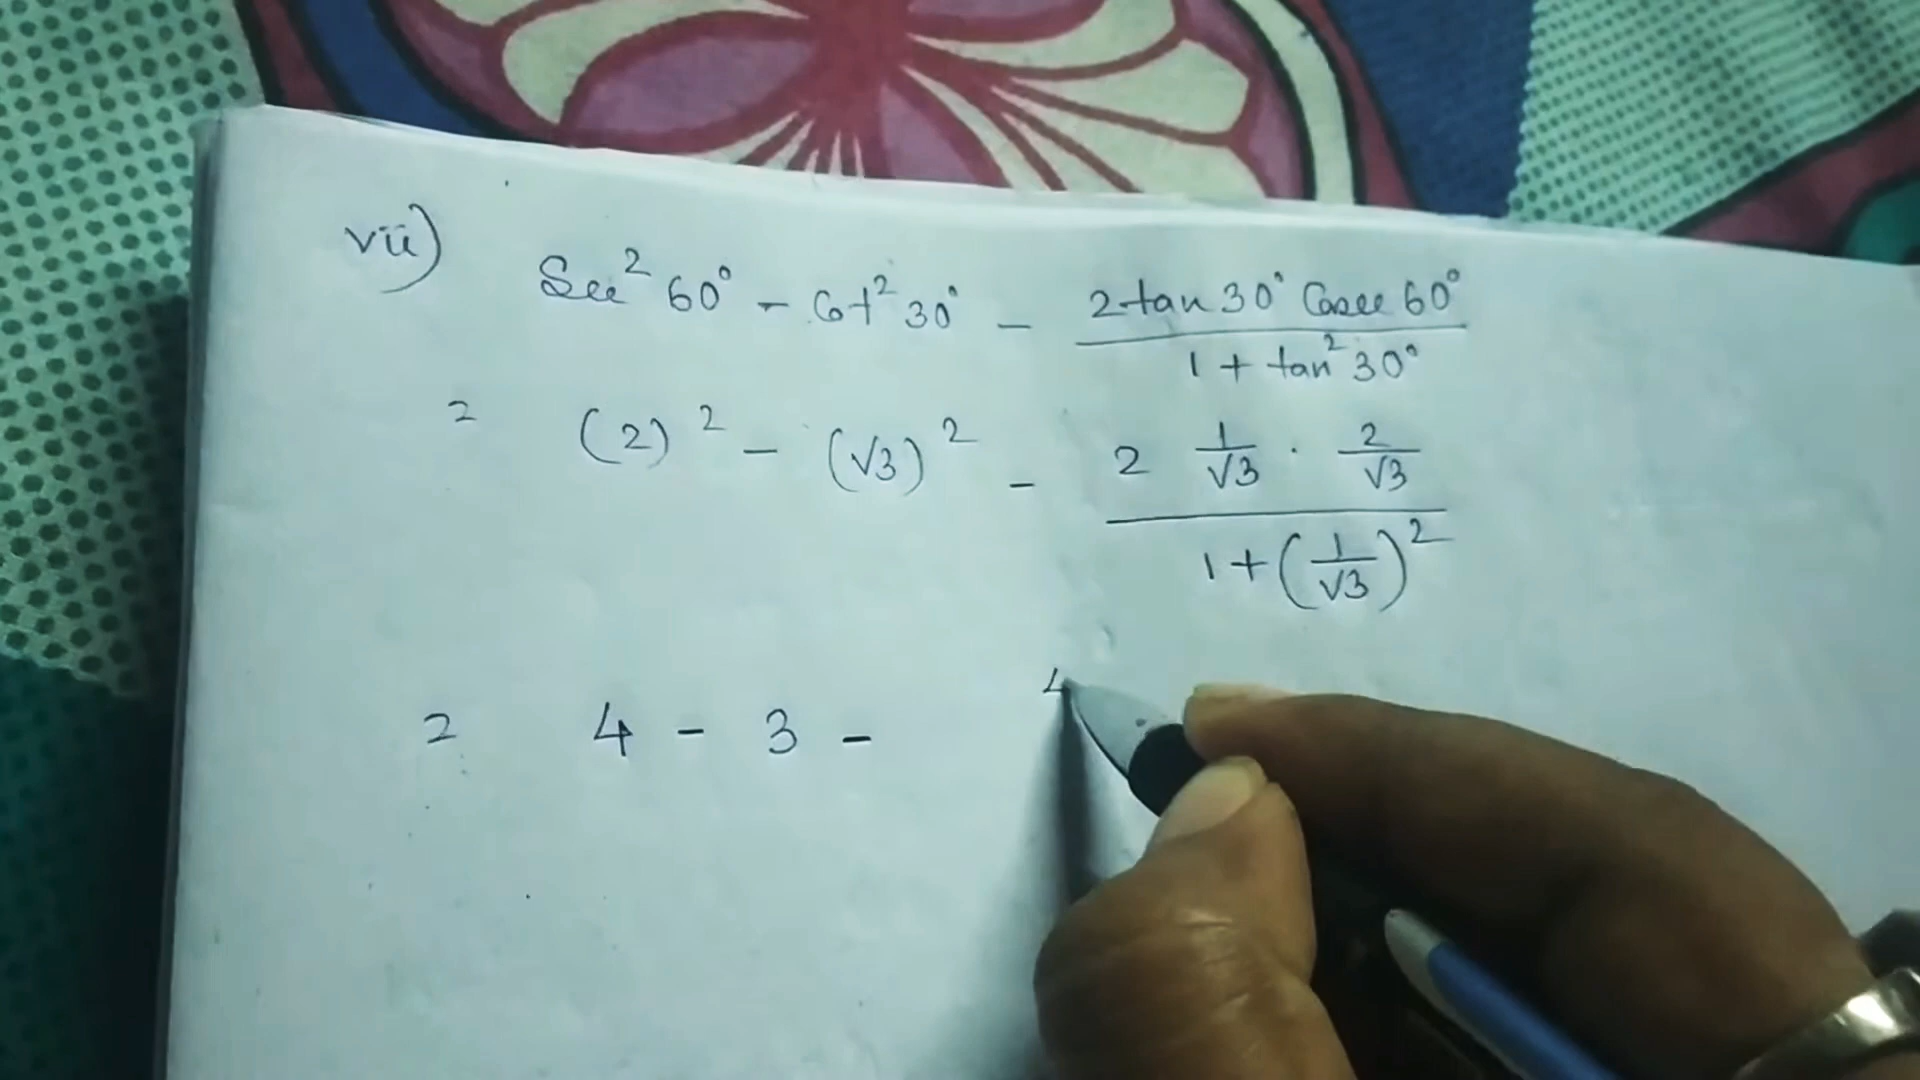 vii) Sec² 60° - Cot² 30° - (2 tan 30° Cosec 60°)/(1 + tan² 30°)
= (2)² - (√3)² - (2 1/√3 · 2/√3)/(1 + (1/√3)²)
= 4 - 3 - 4